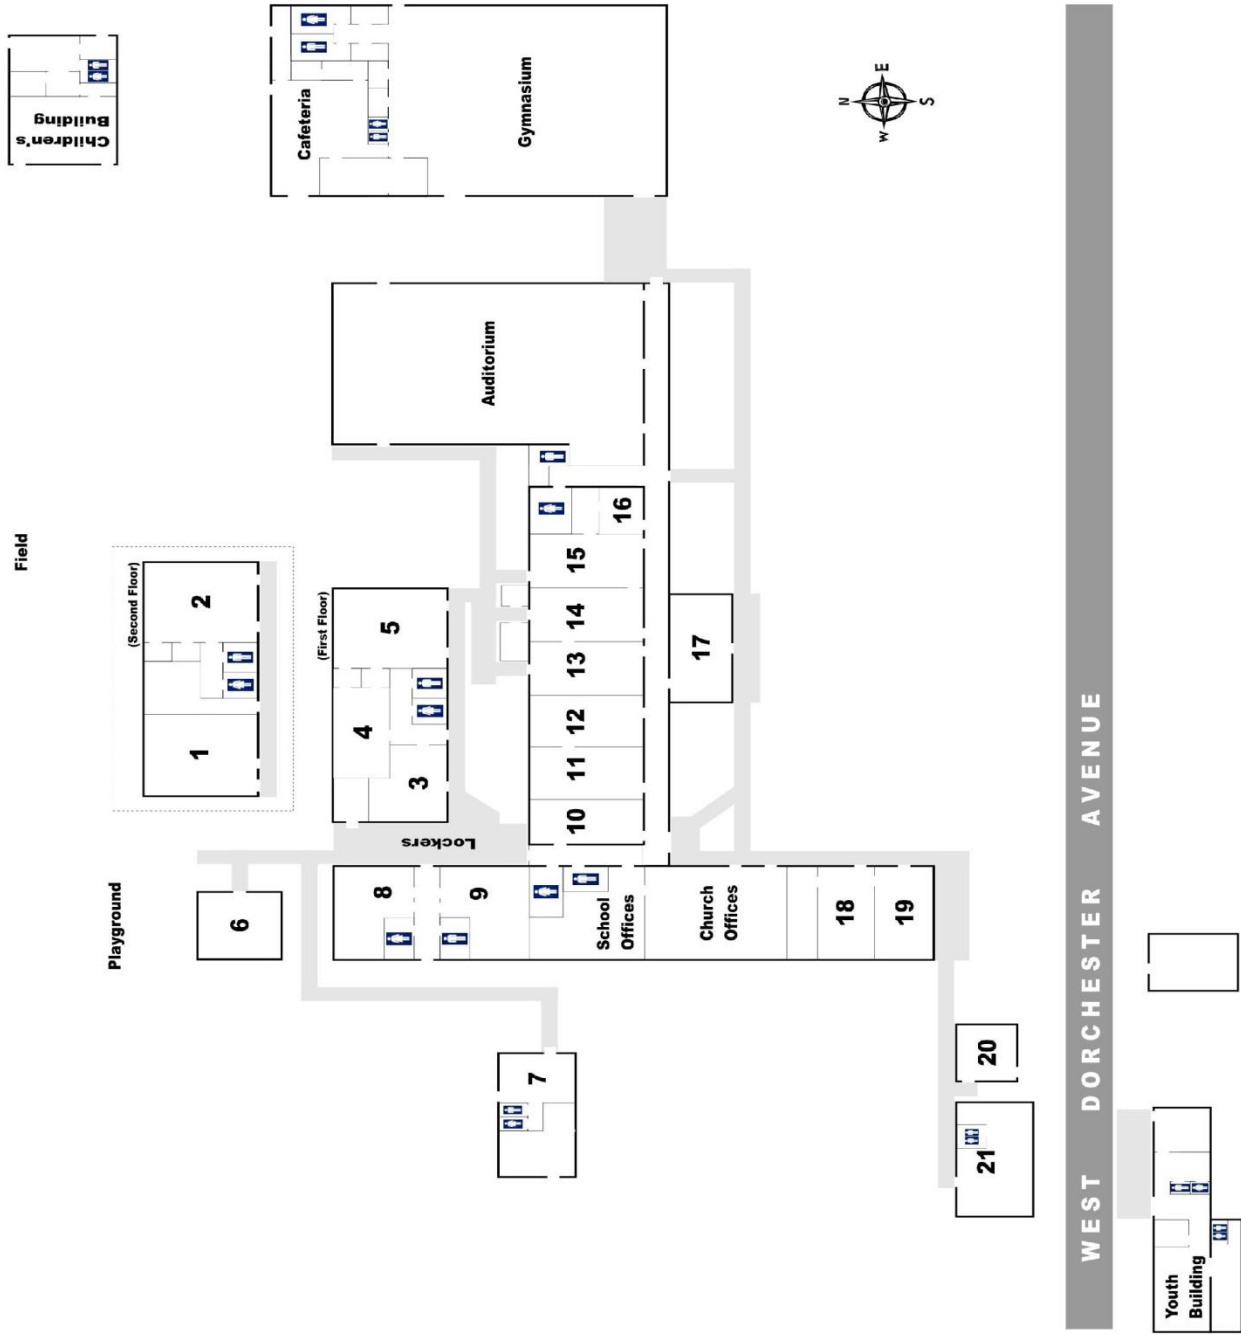 Children's
Building
Cafeteria
Gymnasium
N
E
S
W
Auditorium
Field
(Second Floor)
2
1
(First Floor)
5
4
3
Lockers
16
15
14
13
12
11
10
17
Playground
6
8
9
School
Offices
Church
Offices
18
19
7
20
21
WEST DORCHESTER AVENUE
Youth
Building